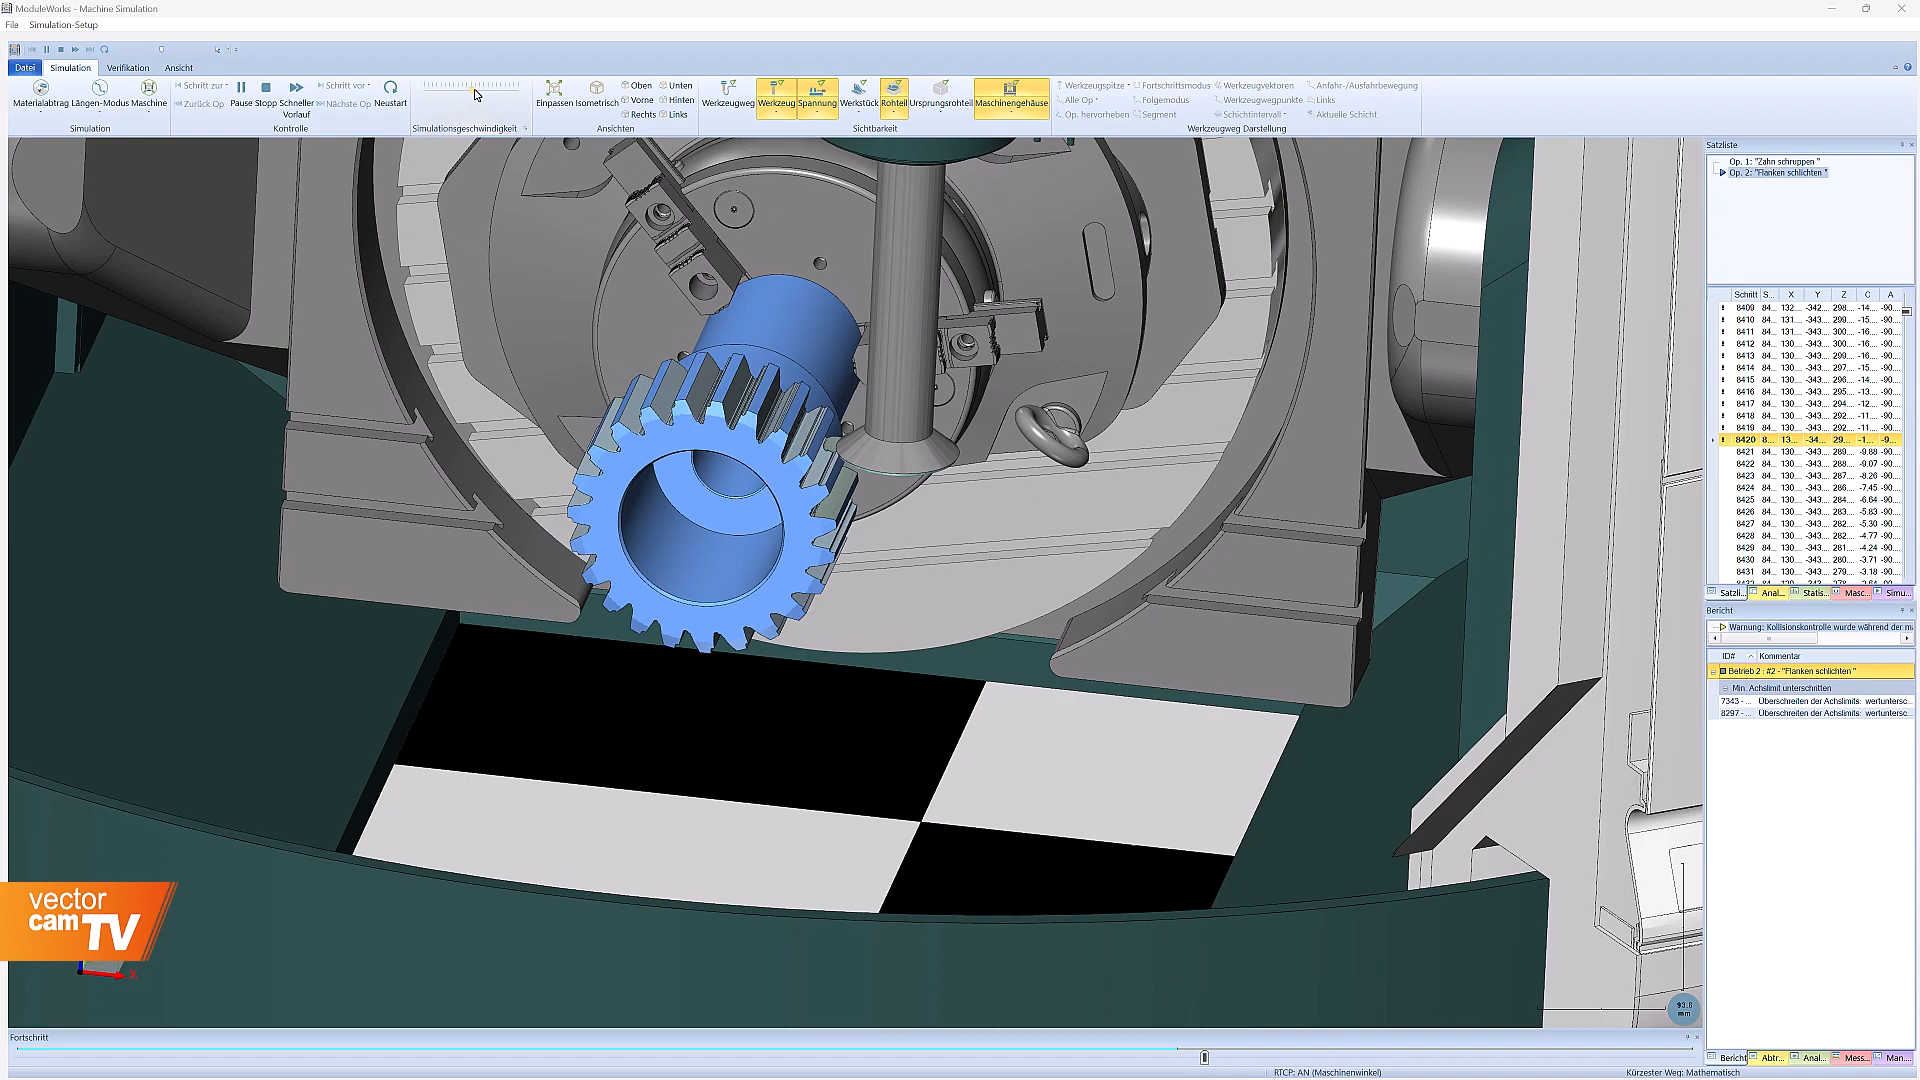 ModuleWorks - Machine Simulation
File Simulation-Setup
Datei Simulation Verifikation Ansicht
Materialabtrag Längen-Modus Maschine
Simulation
Schritt zur
Zurück Op
Pause Stopp Schneller Vorlauf
Schritt vor
Nächste Op
Neustart
Kontrolle
Simulationsgeschwindigkeit
Einpassen Isometrisch
Oben Unten
Vorne Hinten
Rechts Links
Ansichten
Werkzeugweg Werkzeug Spannung Werkstück Rohteil Ursprungsrohteil Maschinengehäuse
Sichtbarkeit
Werkzeugspitze Fortschrittsmodus Werkzeugvektoren Anfahr-/Ausfahrbewegung
Alle Op Folgemodus Werkzeugwegpunkte Links
Op. hervorheben Segment Schichtintervall Aktuelle Schicht
Werkzeugweg Darstellung
Satzliste
Op. 1: "Zahn schruppen "
Op. 2: "Flanken schlichten "
Schritt S... X Y Z C A
8409 84... 132... -342... 298... -14... -90...
8410 84... 131... -343... 299... -15... -90...
8411 84... 131... -343... 300... -16... -90...
8412 84... 130... -343... 300... -16... -90...
8413 84... 130... -343... 299... -16... -90...
8414 84... 130... -343... 297... -15... -90...
8415 84... 130... -343... 296... -14... -90...
8416 84... 130... -343... 295... -13... -90...
8417 84... 130... -343... 294... -12... -90...
8418 84... 130... -343... 292... -11... -90...
8419 84... 130... -343... 292... -11... -90...
8420 8... 13... -34... 29... -1... -9...
8421 84... 130... -343... 289... -9.88 -90...
8422 84... 130... -343... 288... -9.07 -90...
8423 84... 130... -343... 287... -8.26 -90...
8424 84... 130... -343... 286... -7.45 -90...
8425 84... 130... -343... 284... -6.64 -90...
8426 84... 130... -343... 283... -5.83 -90...
8427 84... 130... -343... 282... -5.30 -90...
8428 84... 130... -343... 282... -4.77 -90...
8429 84... 130... -343... 281... -4.24 -90...
8430 84... 130... -343... 280... -3.71 -90...
8431 84... 130... -343... 279... -3.18 -90...
Satzli... Anal... Statis... Masc... Simu...
Bericht
Warnung: Kollisionskontrolle wurde während der
ID# Kommentar
Betrieb 2 : #2 - "Flanken schlichten "
Min. Achslimit unterschritten
7343 - ... Überschreiten der Achslimits: wertuntersc...
8297 - ... Überschreiten der Achslimits: wertuntersc...
vector
cam TV
X
93.8
mm
Fortschritt
Bericht Abtr... Anal... Mess... Man...
RTCP: AN (Maschinenwinkel) Kürzester Weg: Mathematisch